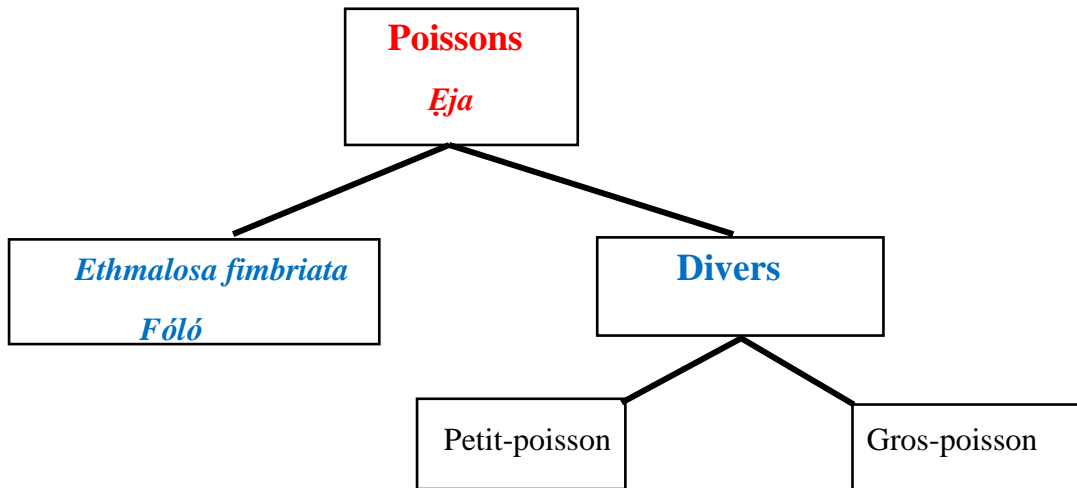 Poissons
Ẹja
Ethmalosa fimbriata
Fóló
Divers
Petit-poisson
Gros-poisson